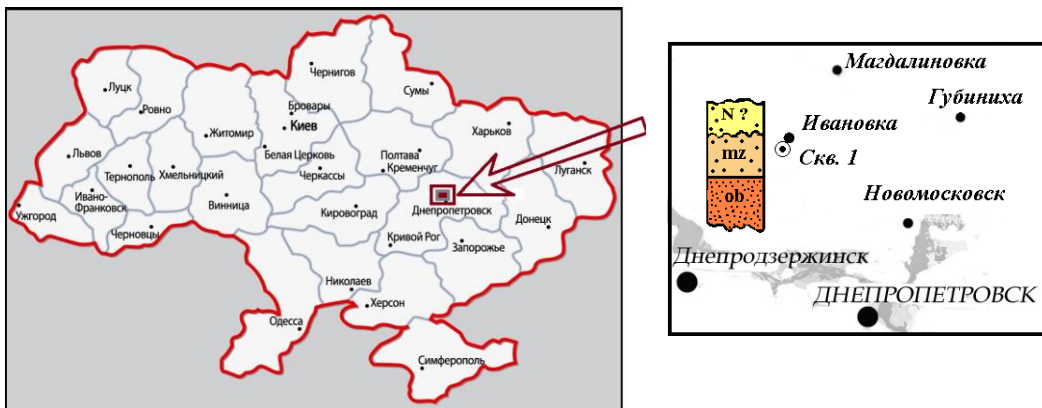 Чернигов
Луцк
Сумы
Ровно
Бровары
Киев
Житомир
Харьков
Львов
Белая Церковь
Полтава
Кременчуг
Тернополь
Хмельницкий
Черкассы
Луганск
Ивано-
Франковск
Винница
Днепропетровск
Кировоград
Ужгород
Донецк
Черновцы
Кривой Рог
Запорожье
Николаев
Херсон
Одесса
Симферополь
Магдалиновка
Губиниха
N ?
Ивановка
mz
Скв. 1
ob
Новомосковск
Днепродзержинск
ДНЕПРОПЕТРОВСК